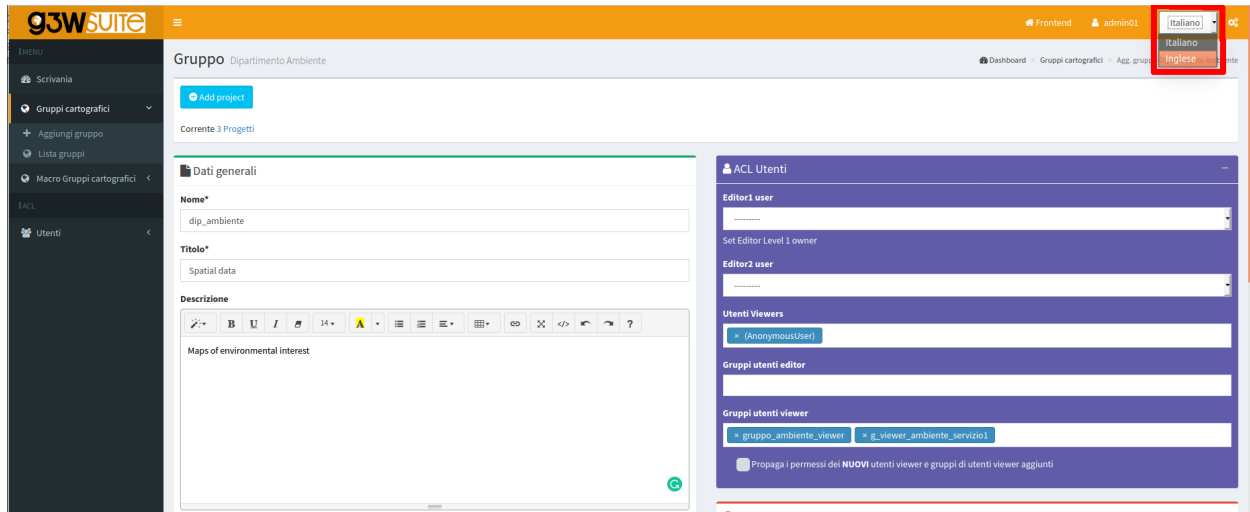 g3WSUITE
Frontend
admin01
Italiano
Italiano
Inglese
MENU
Scrivania
Gruppi cartografici
Aggiungi gruppo
Lista gruppi
Macro Gruppi cartografici
ACL
Utenti
Gruppo Dipartimento Ambiente
Dashboard > Gruppi cartografici > Agg. grupp
Add project
Corrente 3 Progetti
Dati generali
Nome*
dip_ambiente
Titolo*
Spatial data
Descrizione
B U I 14 A </> ?
Maps of environmental interest
ACL Utenti
Editor1 user
---------
Set Editor Level 1 owner
Editor2 user
---------
Utenti Viewers
× (AnonymousUser)
Gruppi utenti editor
Gruppi utenti viewer
× gruppo_ambiente_viewer × g_viewer_ambiente_servizio1
Propaga i permessi dei NUOVI utenti viewer e gruppi di utenti viewer aggiunti